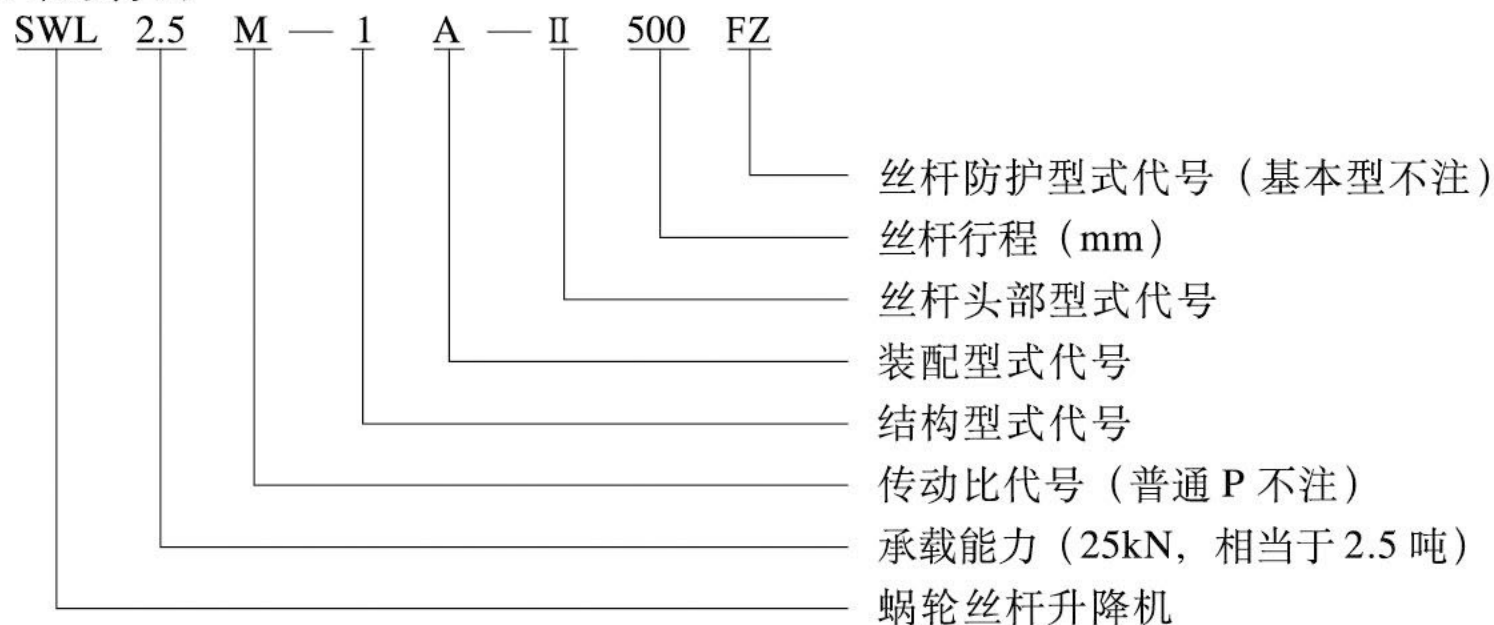 SWL 2.5 M — 1 A — Ⅱ 500 FZ
丝杆防护型式代号（基本型不注）
丝杆行程（mm）
丝杆头部型式代号
装配型式代号
结构型式代号
传动比代号（普通 P 不注）
承载能力（25kN，相当于 2.5 吨）
蜗轮丝杆升降机